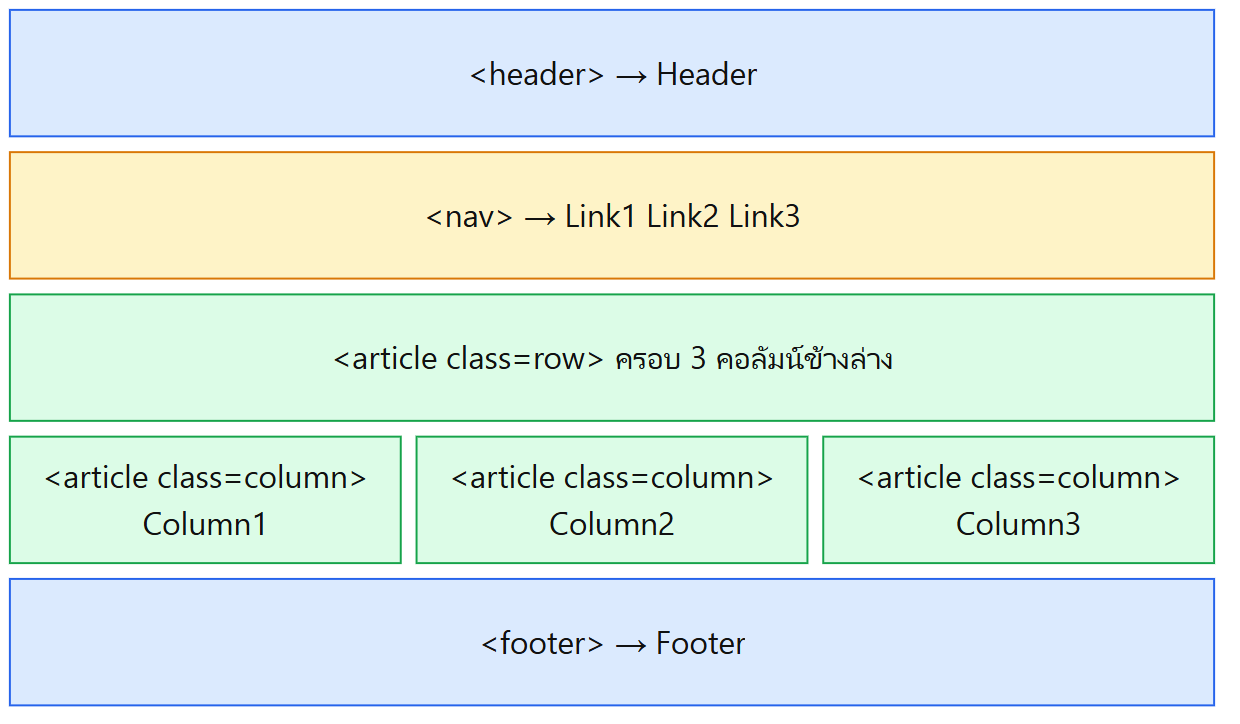 <header> → Header
<nav> → Link1 Link2 Link3
<article class=row> ครอบ 3 คอลัมน์ข้างล่าง
<article class=column>
Column1
<article class=column>
Column2
<article class=column>
Column3
<footer> → Footer